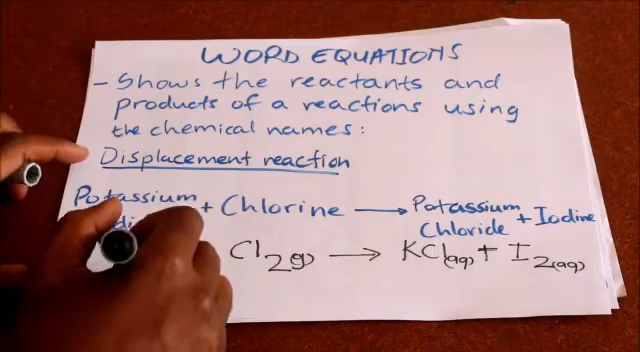 WORD EQUATIONS
- Shows the reactants and
products of a reactions using
the chemical names:
Displacement reaction
Potassium + Chlorine → Potassium Chloride + Iodine
Cl2(g) → KCl(aq) + I2(aq)